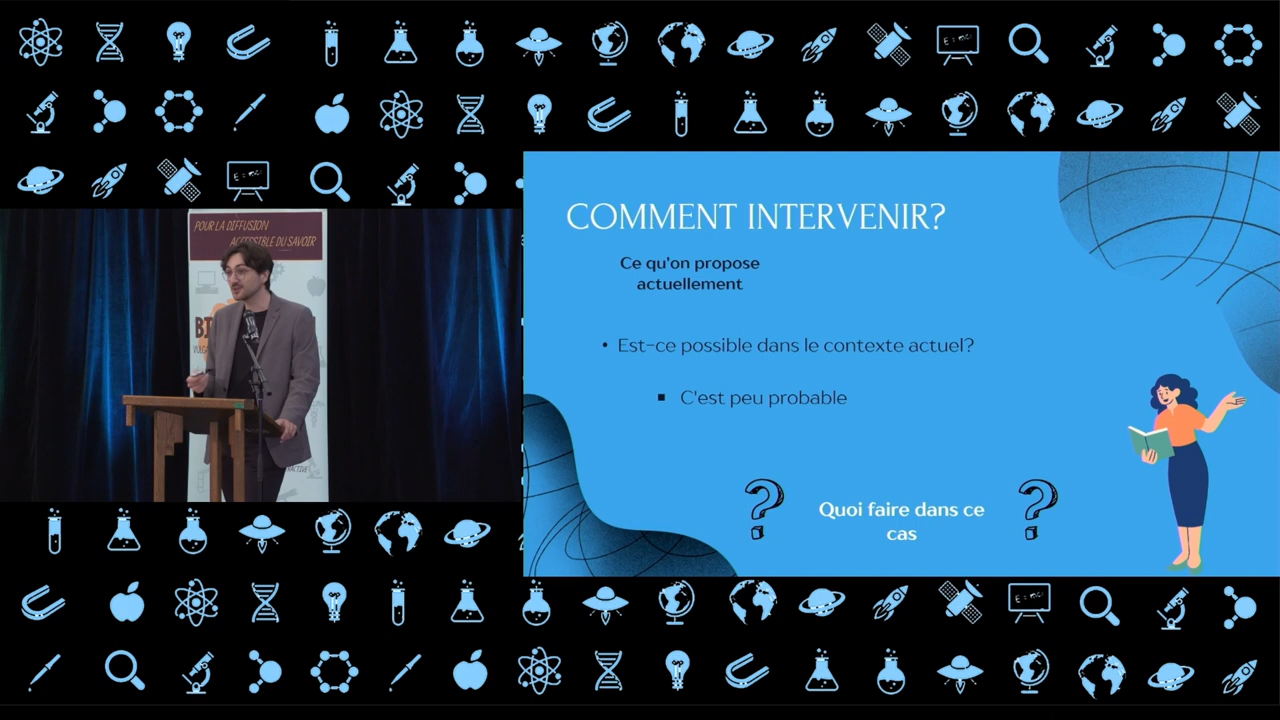 POUR LA DIFFUSION
ACCESSIBLE DU SAVOIR
COMMENT INTERVENIR?
Ce qu'on propose
actuellement
• Est-ce possible dans le contexte actuel?
▪ C'est peu probable
? Quoi faire dans ce ?
cas